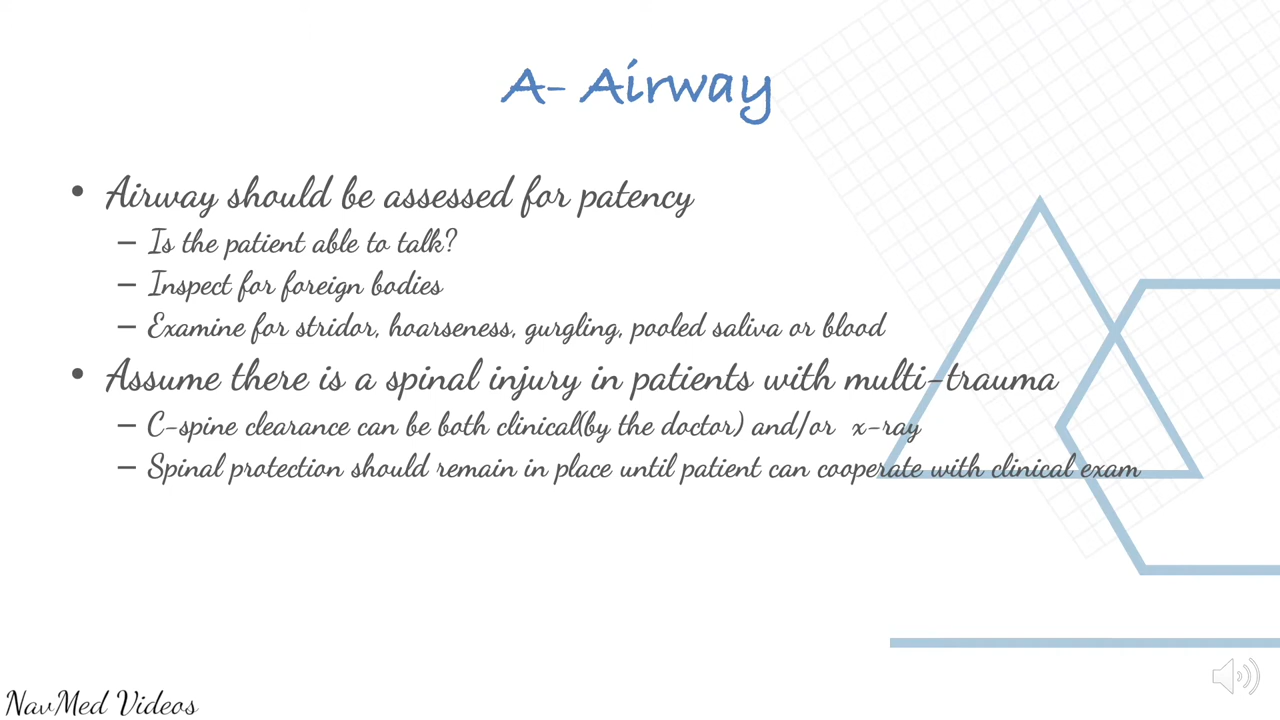 A- Airway
• Airway should be assessed for patency
– Is the patient able to talk?
– Inspect for foreign bodies
– Examine for stridor, hoarseness, gurgling, pooled saliva or blood
• Assume there is a spinal injury in patients with multi-trauma
– C-spine clearance can be both clinical(by the doctor) and/or x-ray
– Spinal protection should remain in place until patient can cooperate with clinical exam
NavMed Videos